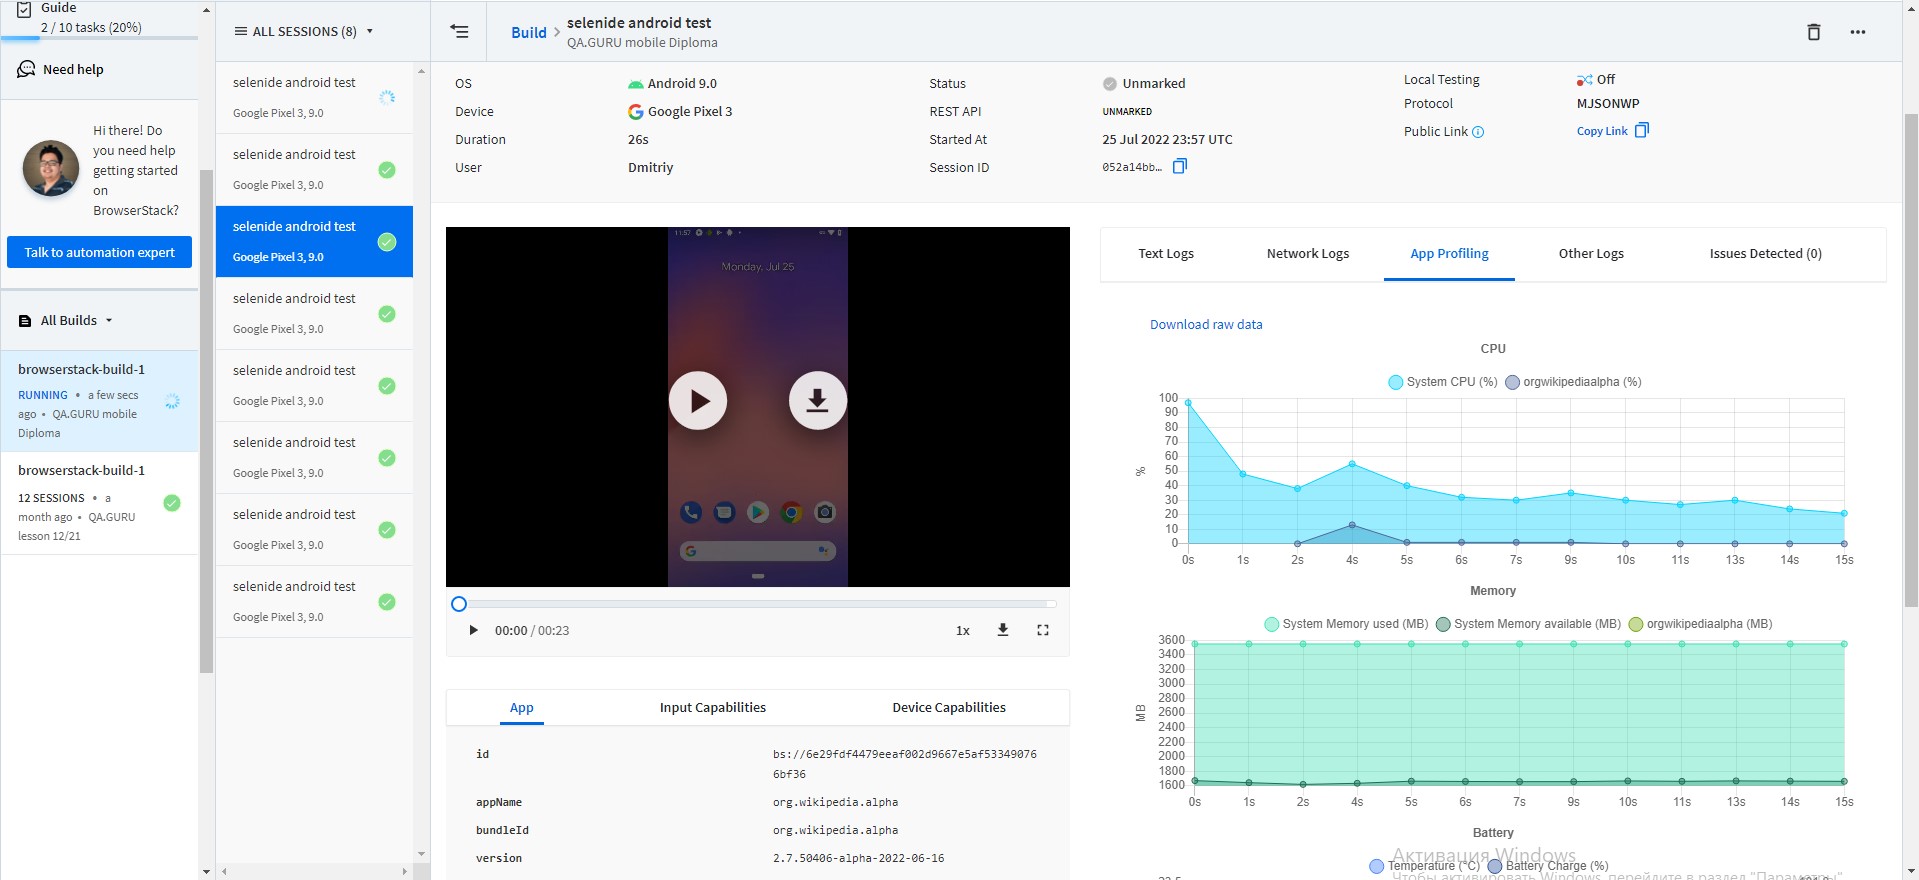 Guide
2 / 10 tasks (20%)
Need help
Hi there! Do
you need help
getting started
on
BrowserStack?
Talk to automation expert
All Builds
browserstack-build-1
RUNNING • a few secs
ago • QA.GURU mobile
Diploma
browserstack-build-1
12 SESSIONS • a
month ago • QA.GURU
lesson 12/21
ALL SESSIONS (8)
selenide android test
Google Pixel 3, 9.0
selenide android test
Google Pixel 3, 9.0
selenide android test
Google Pixel 3, 9.0
selenide android test
Google Pixel 3, 9.0
selenide android test
Google Pixel 3, 9.0
selenide android test
Google Pixel 3, 9.0
selenide android test
Google Pixel 3, 9.0
selenide android test
Google Pixel 3, 9.0
Build > selenide android test
QA.GURU mobile Diploma
OS Android 9.0
Device Google Pixel 3
Duration 26s
User Dmitriy
Status Unmarked
REST API UNMARKED
Started At 25 Jul 2022 23:57 UTC
Session ID 052a14bb…
Local Testing Off
Protocol MJSONWP
Public Link Copy Link
11:57
Monday, Jul 25
00:00 / 00:23
1x
App Input Capabilities Device Capabilities
id bs://6e29fdf4479eeaf002d9667e5af53349076
6bf36
appName org.wikipedia.alpha
bundleId org.wikipedia.alpha
version 2.7.50406-alpha-2022-06-16
Text Logs Network Logs App Profiling Other Logs Issues Detected (0)
Download raw data
CPU
System CPU (%) orgwikipediaalpha (%)
100
90
80
70
60
50
40
30
20
10
0
%
0s 1s 2s 4s 5s 6s 7s 9s 10s 11s 13s 14s 15s
Memory
System Memory used (MB) System Memory available (MB) orgwikipediaalpha (MB)
3600
3400
3200
3000
2800
2600
2400
2200
2000
1800
1600
MB
0s 1s 2s 4s 5s 6s 7s 9s 10s 11s 13s 14s 15s
Battery
Temperature (°C) Battery Charge (%)
Активация Windows
Чтобы активировать Windows, перейдите в раздел "Параметры".